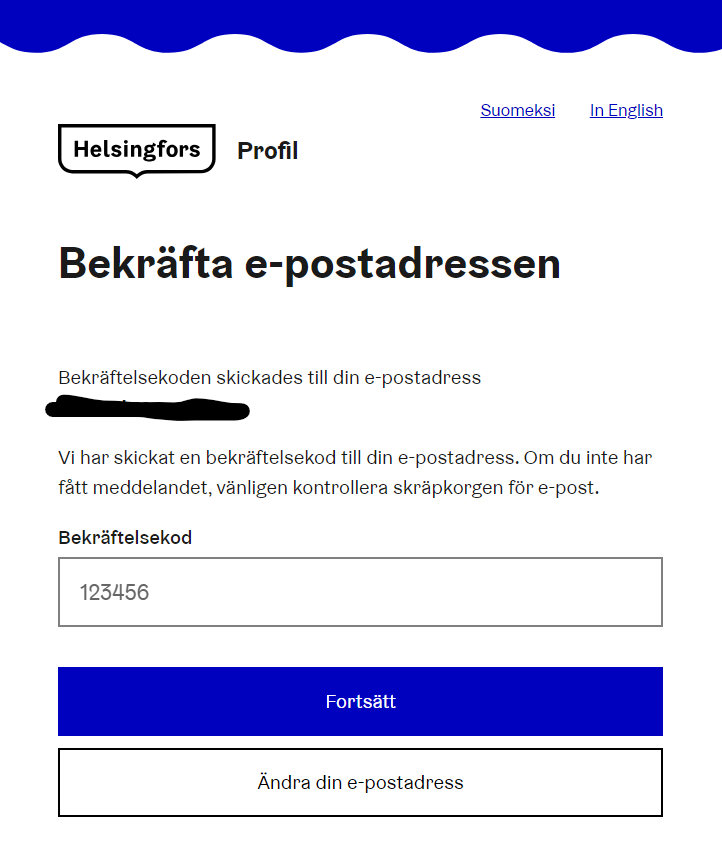 Suomeksi In English
Helsingfors Profil
Bekräfta e-postadressen
Bekräftelsekoden skickades till din e-postadress
Vi har skickat en bekräftelsekod till din e-postadress. Om du inte har
fått meddelandet, vänligen kontrollera skräpkorgen för e-post.
Bekräftelsekod
123456
Fortsätt
Ändra din e-postadress